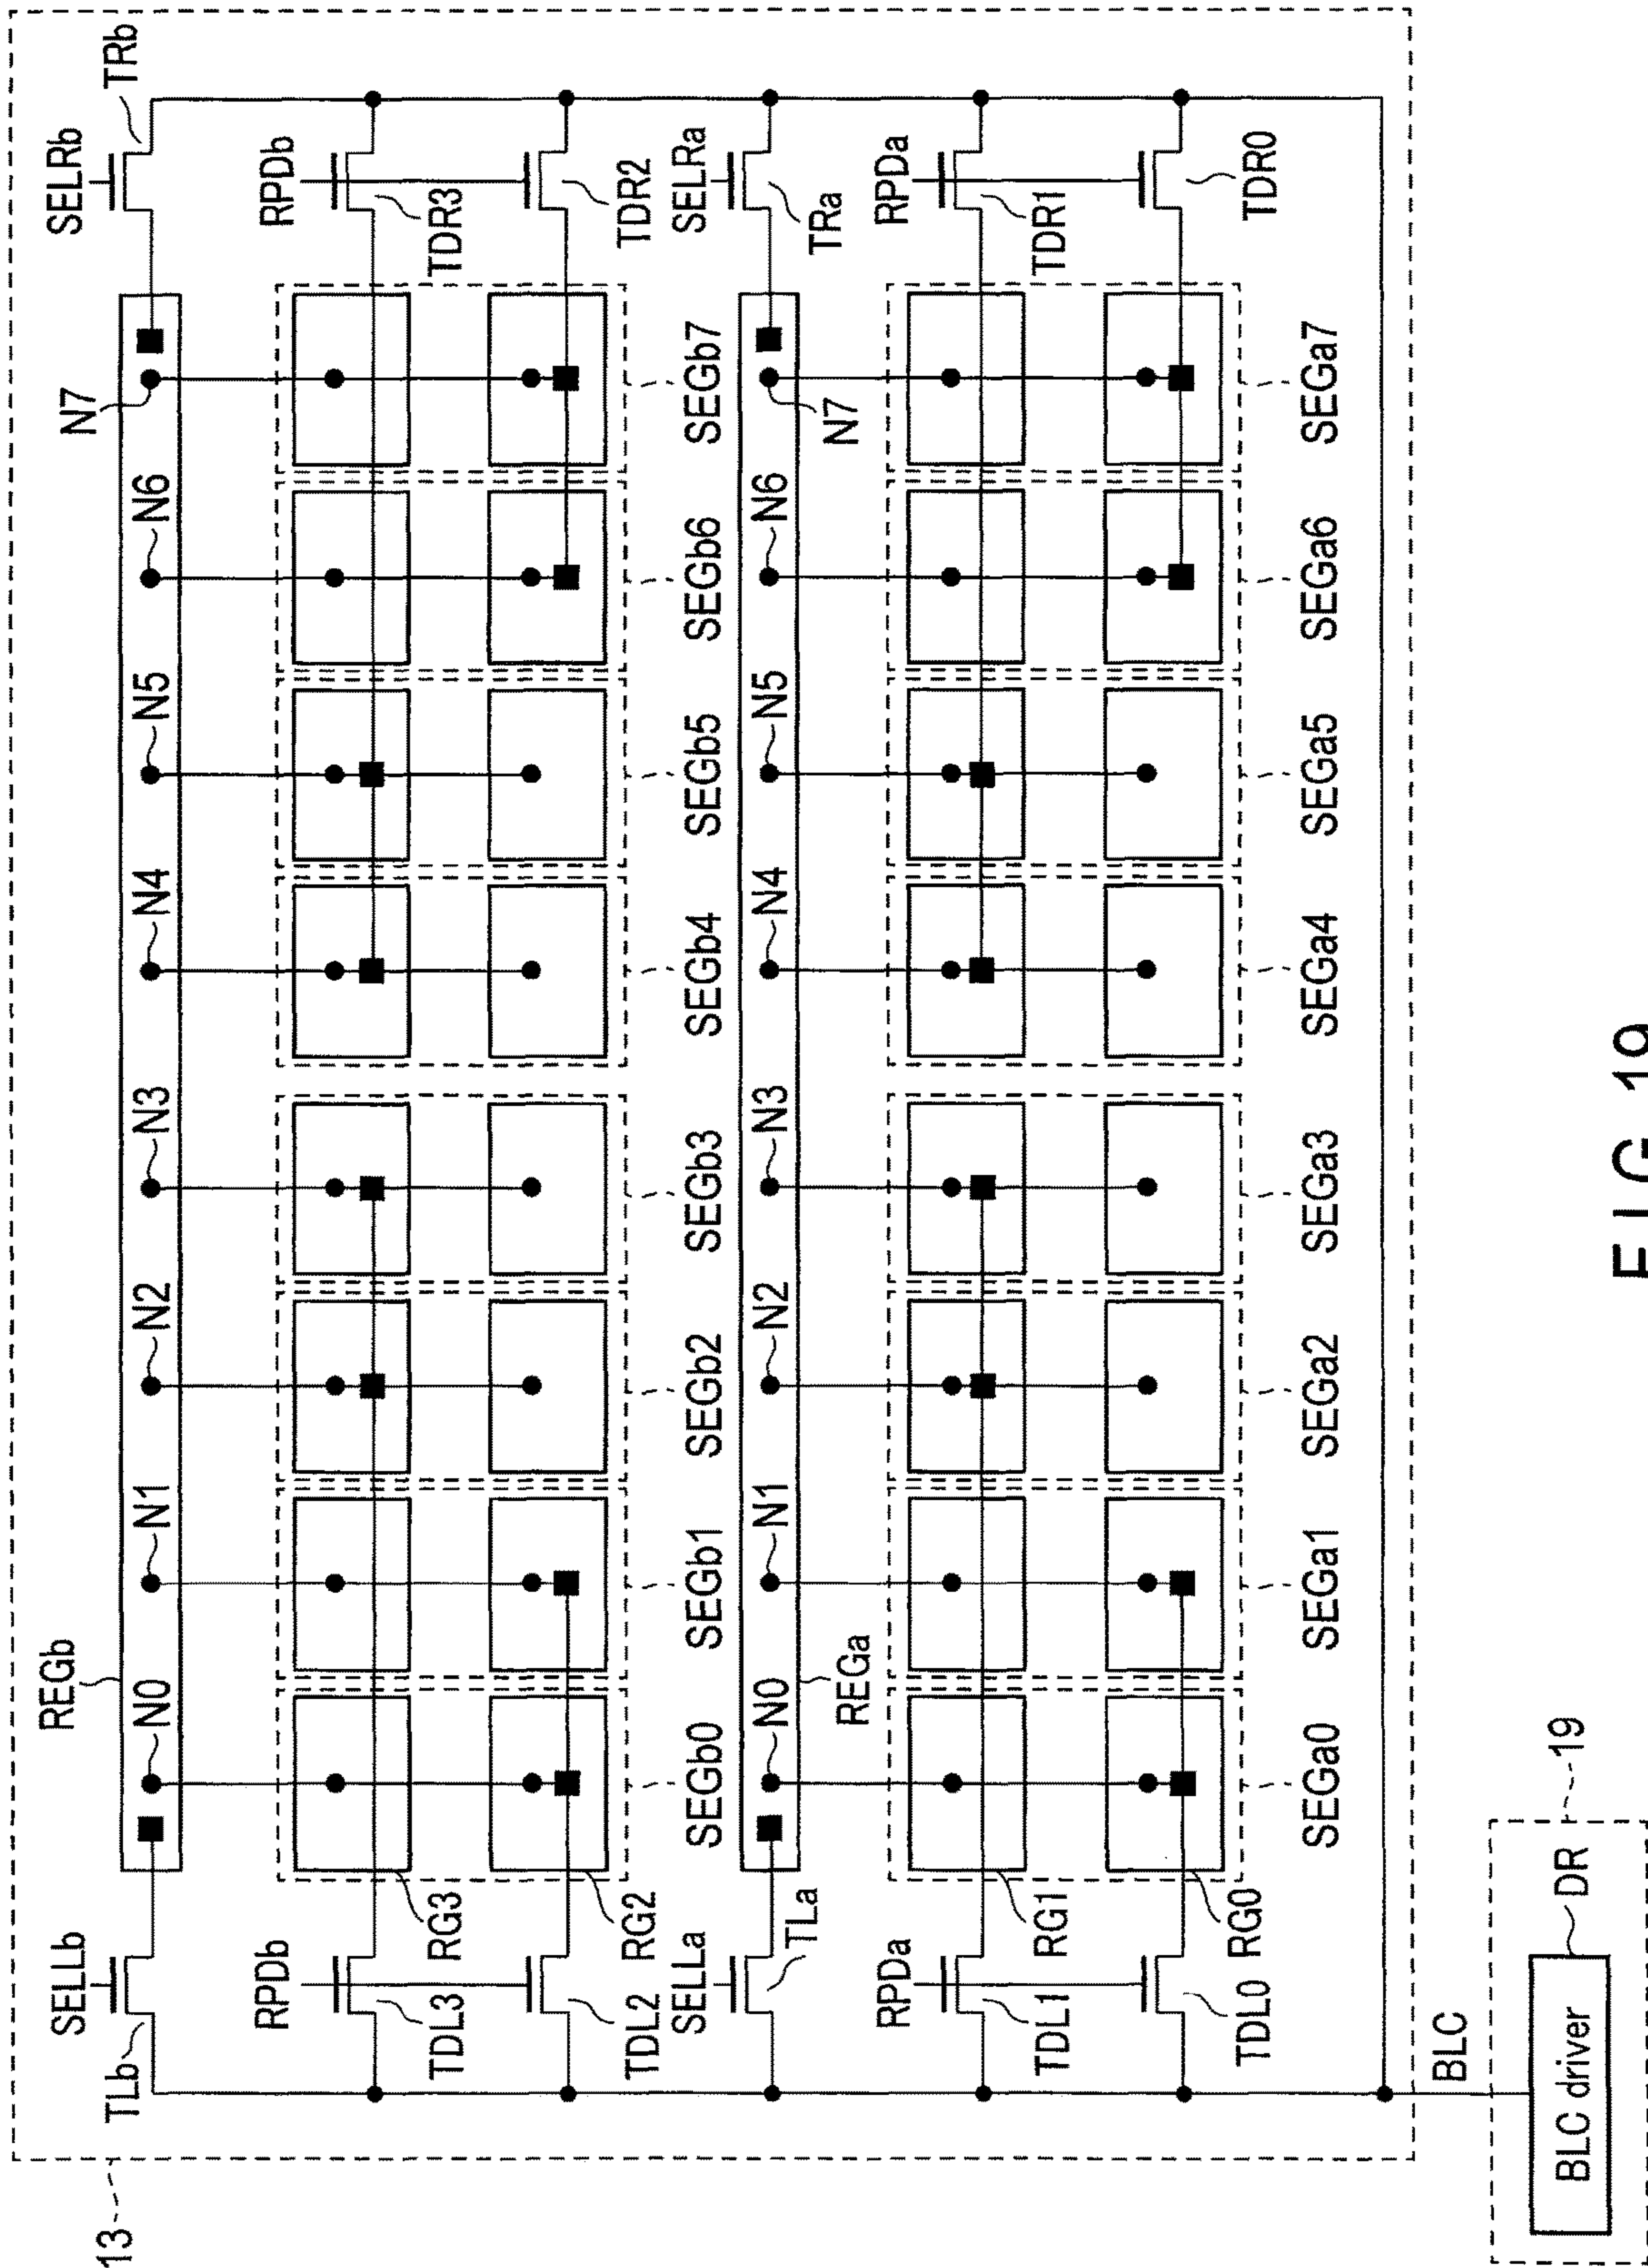 13
SELLb
TLb
REGb
N0
N1
N2
N3
N4
N5
N6
N7
SELRb
TRb
RPDb
TDL3
RG3
RPDb
TDR3
TDL2
RG2
TDR2
SEGb0
SEGb1
SEGb2
SEGb3
SEGb4
SEGb5
SEGb6
SEGb7
SELLa
TLa
REGa
N0
N1
N2
N3
N4
N5
N6
N7
SELRa
TRa
RPDa
TDL1
RG1
RPDa
TDR1
TDL0
RG0
TDR0
SEGa0
SEGa1
SEGa2
SEGa3
SEGa4
SEGa5
SEGa6
SEGa7
BLC
BLC driver
DR
19
FIG. 19